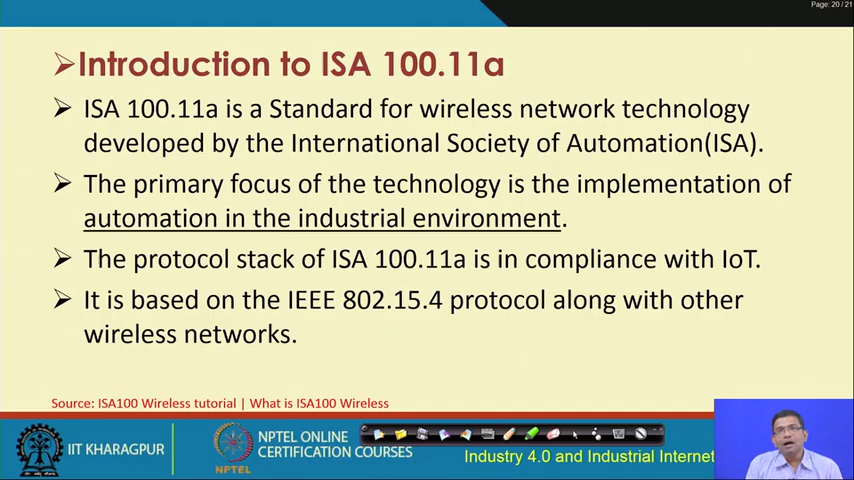 Page: 20 / 21
➢Introduction to ISA 100.11a
➢ ISA 100.11a is a Standard for wireless network technology
developed by the International Society of Automation(ISA).
➢ The primary focus of the technology is the implementation of
automation in the industrial environment.
➢ The protocol stack of ISA 100.11a is in compliance with IoT.
➢ It is based on the IEEE 802.15.4 protocol along with other
wireless networks.
Source: ISA100 Wireless tutorial | What is ISA100 Wireless
IIT KHARAGPUR
NPTEL
NPTEL ONLINE
CERTIFICATION COURSES
Industry 4.0 and Industrial Internet